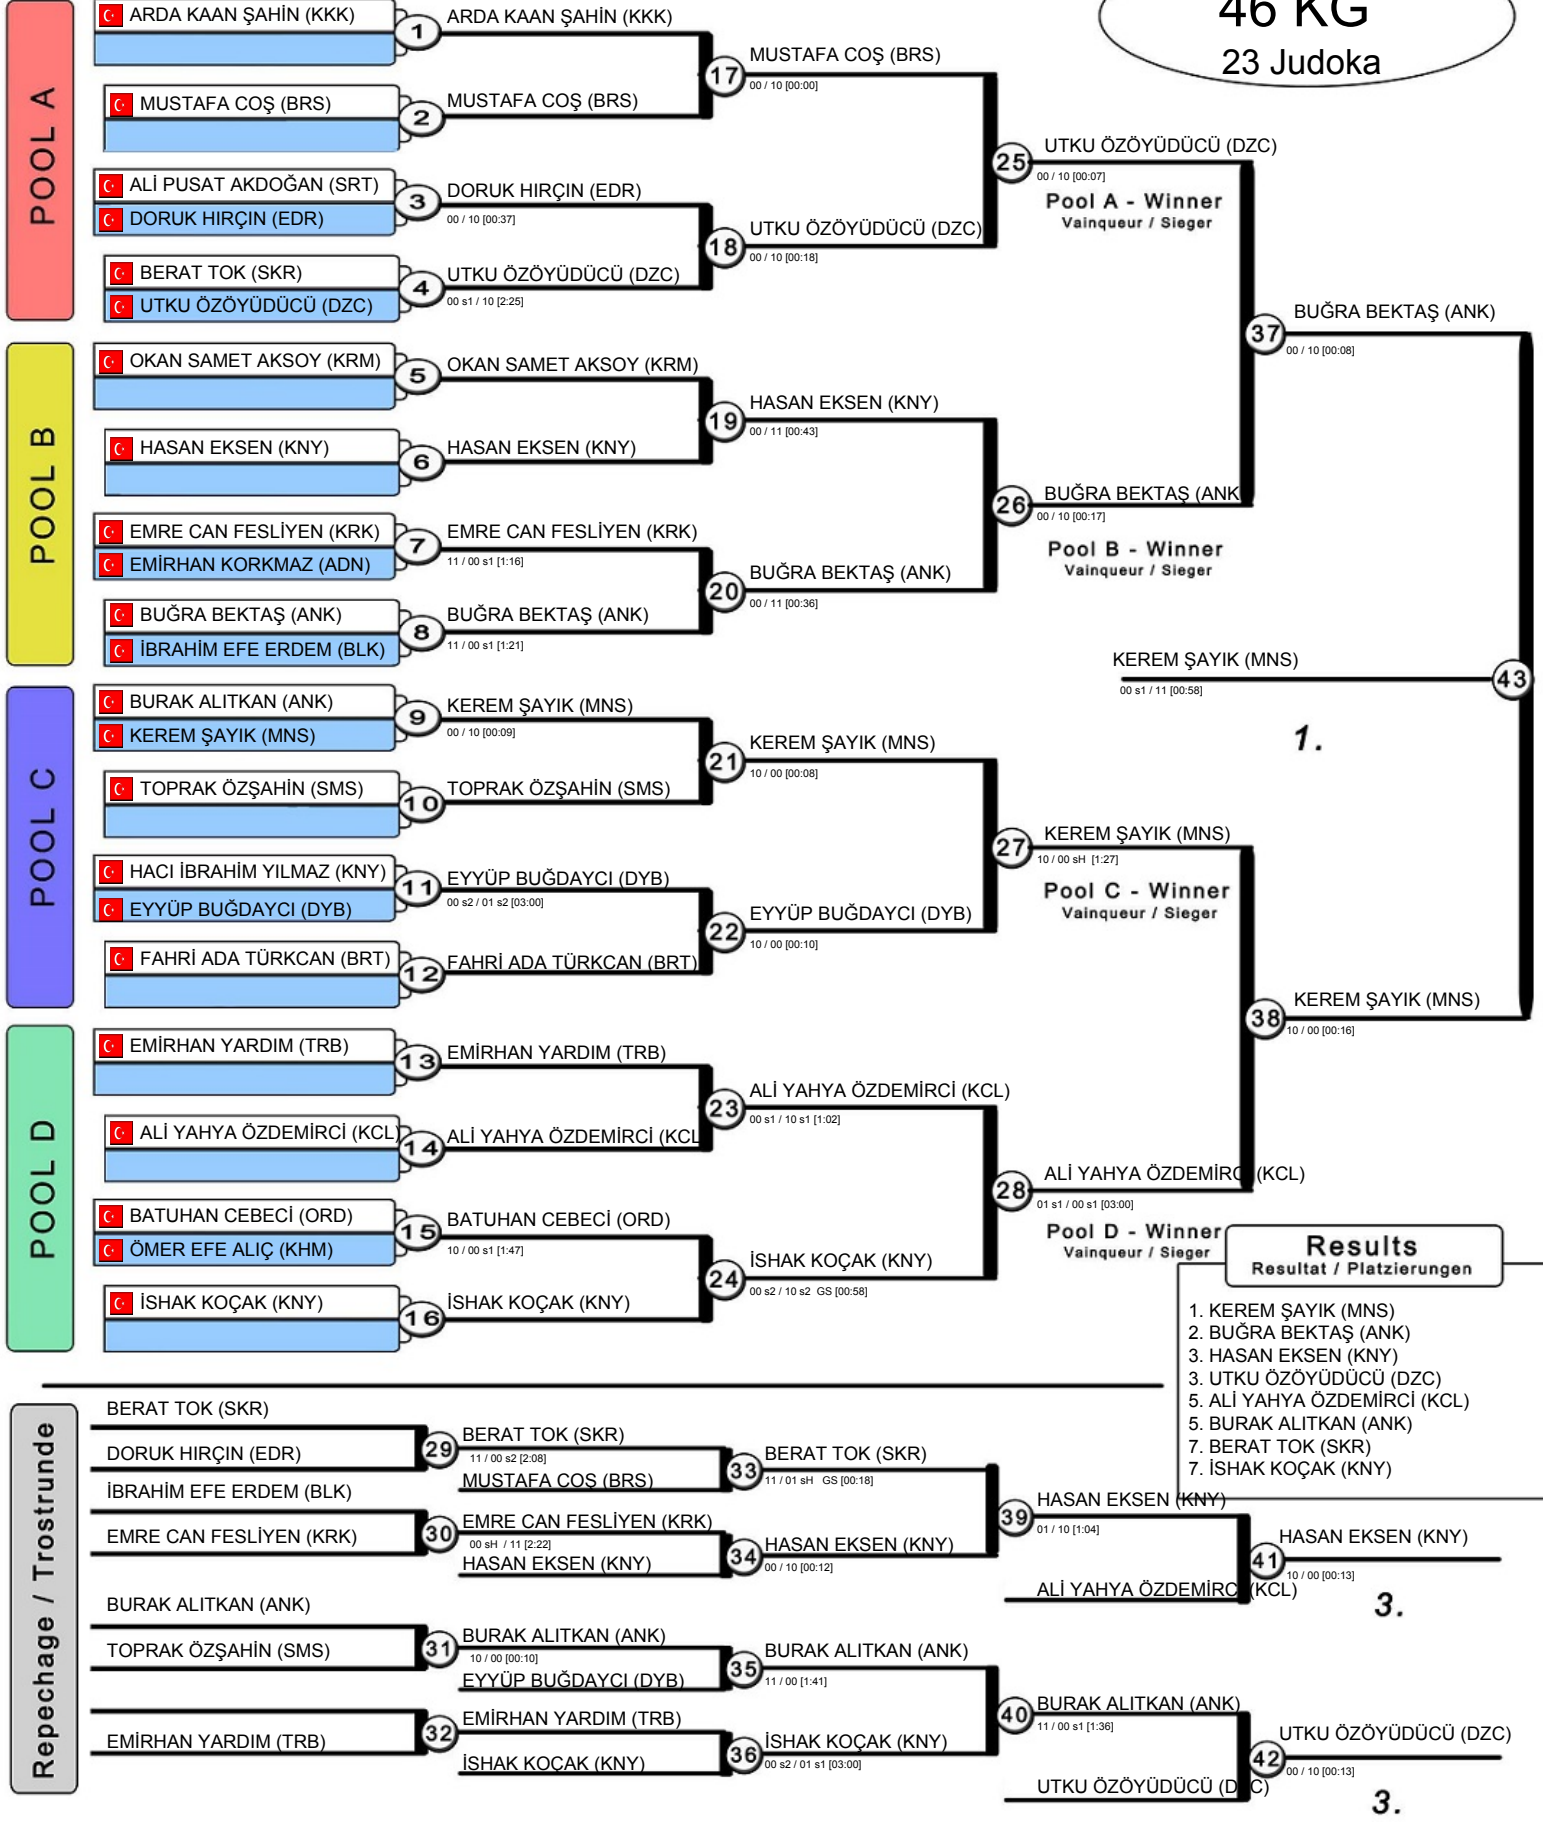 46 KG
23 Judoka
POOL A
ARDA KAAN ŞAHİN (KKK)
1
MUSTAFA COŞ (BRS)
2
ALİ PUSAT AKDOĞAN (SRT)
DORUK HIRÇIN (EDR)
3
BERAT TOK (SKR)
UTKU ÖZÖYÜDÜCÜ (DZC)
4
POOL B
OKAN SAMET AKSOY (KRM)
5
HASAN EKSEN (KNY)
6
EMRE CAN FESLİYEN (KRK)
EMİRHAN KORKMAZ (ADN)
7
BUĞRA BEKTAŞ (ANK)
İBRAHİM EFE ERDEM (BLK)
8
POOL C
BURAK ALITKAN (ANK)
KEREM ŞAYIK (MNS)
9
TOPRAK ÖZŞAHİN (SMS)
10
HACI İBRAHİM YILMAZ (KNY)
EYYÜP BUĞDAYCI (DYB)
11
FAHRİ ADA TÜRKCAN (BRT)
12
POOL D
EMİRHAN YARDIM (TRB)
13
ALİ YAHYA ÖZDEMİRCİ (KCL)
14
BATUHAN CEBECİ (ORD)
ÖMER EFE ALIÇ (KHM)
15
İSHAK KOÇAK (KNY)
16
ARDA KAAN ŞAHİN (KKK)
MUSTAFA COŞ (BRS)
17
DORUK HIRÇIN (EDR)
00 / 10 [00:37]
UTKU ÖZÖYÜDÜCÜ (DZC)
00 s1 / 10 [2:25]
18
OKAN SAMET AKSOY (KRM)
HASAN EKSEN (KNY)
19
EMRE CAN FESLİYEN (KRK)
11 / 00 s1 [1:16]
BUĞRA BEKTAŞ (ANK)
11 / 00 s1 [1:21]
20
KEREM ŞAYIK (MNS)
00 / 10 [00:09]
TOPRAK ÖZŞAHİN (SMS)
21
EYYÜP BUĞDAYCI (DYB)
00 s2 / 01 s2 [03:00]
FAHRİ ADA TÜRKCAN (BRT)
22
EMİRHAN YARDIM (TRB)
ALİ YAHYA ÖZDEMİRCİ (KCL
23
BATUHAN CEBECİ (ORD)
10 / 00 s1 [1:47]
İSHAK KOÇAK (KNY)
24
MUSTAFA COŞ (BRS)
00 / 10 [00:00]
UTKU ÖZÖYÜDÜCÜ (DZC)
00 / 10 [00:18]
25
HASAN EKSEN (KNY)
00 / 11 [00:43]
BUĞRA BEKTAŞ (ANK)
00 / 11 [00:36]
26
KEREM ŞAYIK (MNS)
10 / 00 [00:08]
EYYÜP BUĞDAYCI (DYB)
10 / 00 [00:10]
27
ALİ YAHYA ÖZDEMİRCİ (KCL)
00 s1 / 10 s1 [1:02]
İSHAK KOÇAK (KNY)
00 s2 / 10 s2 GS [00:58]
28
UTKU ÖZÖYÜDÜCÜ (DZC)
00 / 10 [00:07]
Pool A - Winner
Vainqueur / Sieger
BUĞRA BEKTAŞ (ANK
00 / 10 [00:17]
Pool B - Winner
Vainqueur / Sieger
37
KEREM ŞAYIK (MNS)
10 / 00 sH [1:27]
Pool C - Winner
Vainqueur / Sieger
ALİ YAHYA ÖZDEMİRC (KCL)
01 s1 / 00 s1 [03:00]
Pool D - Winner
Vainqueur / Sieger
38
BUĞRA BEKTAŞ (ANK)
00 / 10 [00:08]
KEREM ŞAYIK (MNS)
10 / 00 [00:16]
43
KEREM ŞAYIK (MNS)
00 s1 / 11 [00:58]
1.
Results
Resultat / Platzierungen
1. KEREM ŞAYIK (MNS)
2. BUĞRA BEKTAŞ (ANK)
3. HASAN EKSEN (KNY)
3. UTKU ÖZÖYÜDÜCÜ (DZC)
5. ALİ YAHYA ÖZDEMİRCİ (KCL)
5. BURAK ALITKAN (ANK)
7. BERAT TOK (SKR)
7. İSHAK KOÇAK (KNY)
Repechage / Trostrunde
BERAT TOK (SKR)
DORUK HIRÇIN (EDR)
29
İBRAHİM EFE ERDEM (BLK)
EMRE CAN FESLİYEN (KRK)
30
BURAK ALITKAN (ANK)
TOPRAK ÖZŞAHİN (SMS)
31
EMİRHAN YARDIM (TRB)
32
BERAT TOK (SKR)
11 / 00 s2 [2:08]
MUSTAFA COŞ (BRS)
33
EMRE CAN FESLİYEN (KRK)
00 sH / 11 [2:22]
HASAN EKSEN (KNY)
34
BURAK ALITKAN (ANK)
10 / 00 [00:10]
EYYÜP BUĞDAYCI (DYB)
35
EMİRHAN YARDIM (TRB)
İSHAK KOÇAK (KNY)
36
BERAT TOK (SKR)
11 / 01 sH GS [00:18]
HASAN EKSEN (KNY)
00 / 10 [00:12]
39
BURAK ALITKAN (ANK)
11 / 00 [1:41]
İSHAK KOÇAK (KNY)
00 s2 / 01 s1 [03:00]
40
HASAN EKSEN (KNY)
01 / 10 [1:04]
ALİ YAHYA ÖZDEMİRC (KCL)
41
BURAK ALITKAN (ANK)
11 / 00 s1 [1:36]
UTKU ÖZÖYÜDÜCÜ (D C)
42
HASAN EKSEN (KNY)
10 / 00 [00:13]
3.
UTKU ÖZÖYÜDÜCÜ (DZC)
00 / 10 [00:13]
3.